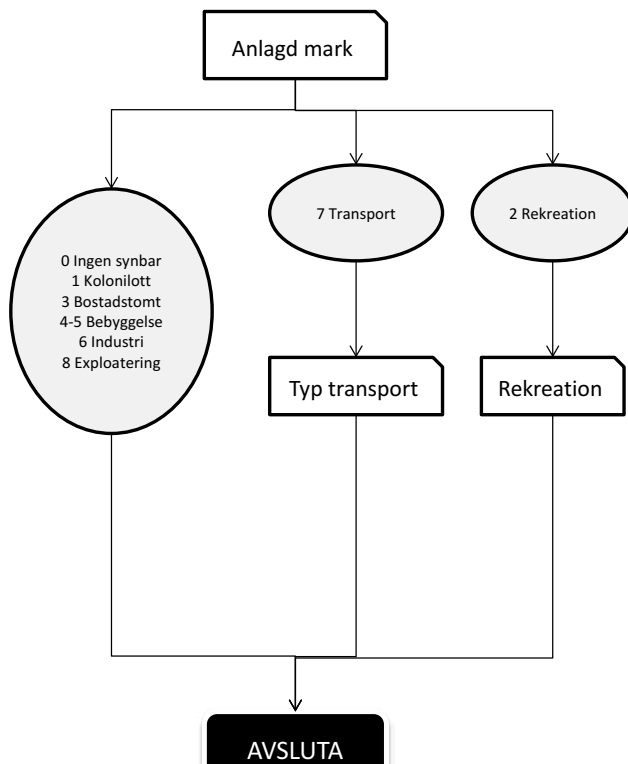 Anlagd mark
0 Ingen synbar
1 Kolonilott
3 Bostadstomt
4-5 Bebyggelse
6 Industri
8 Exploatering
7 Transport
2 Rekreation
Typ transport
Rekreation
AVSLUTA